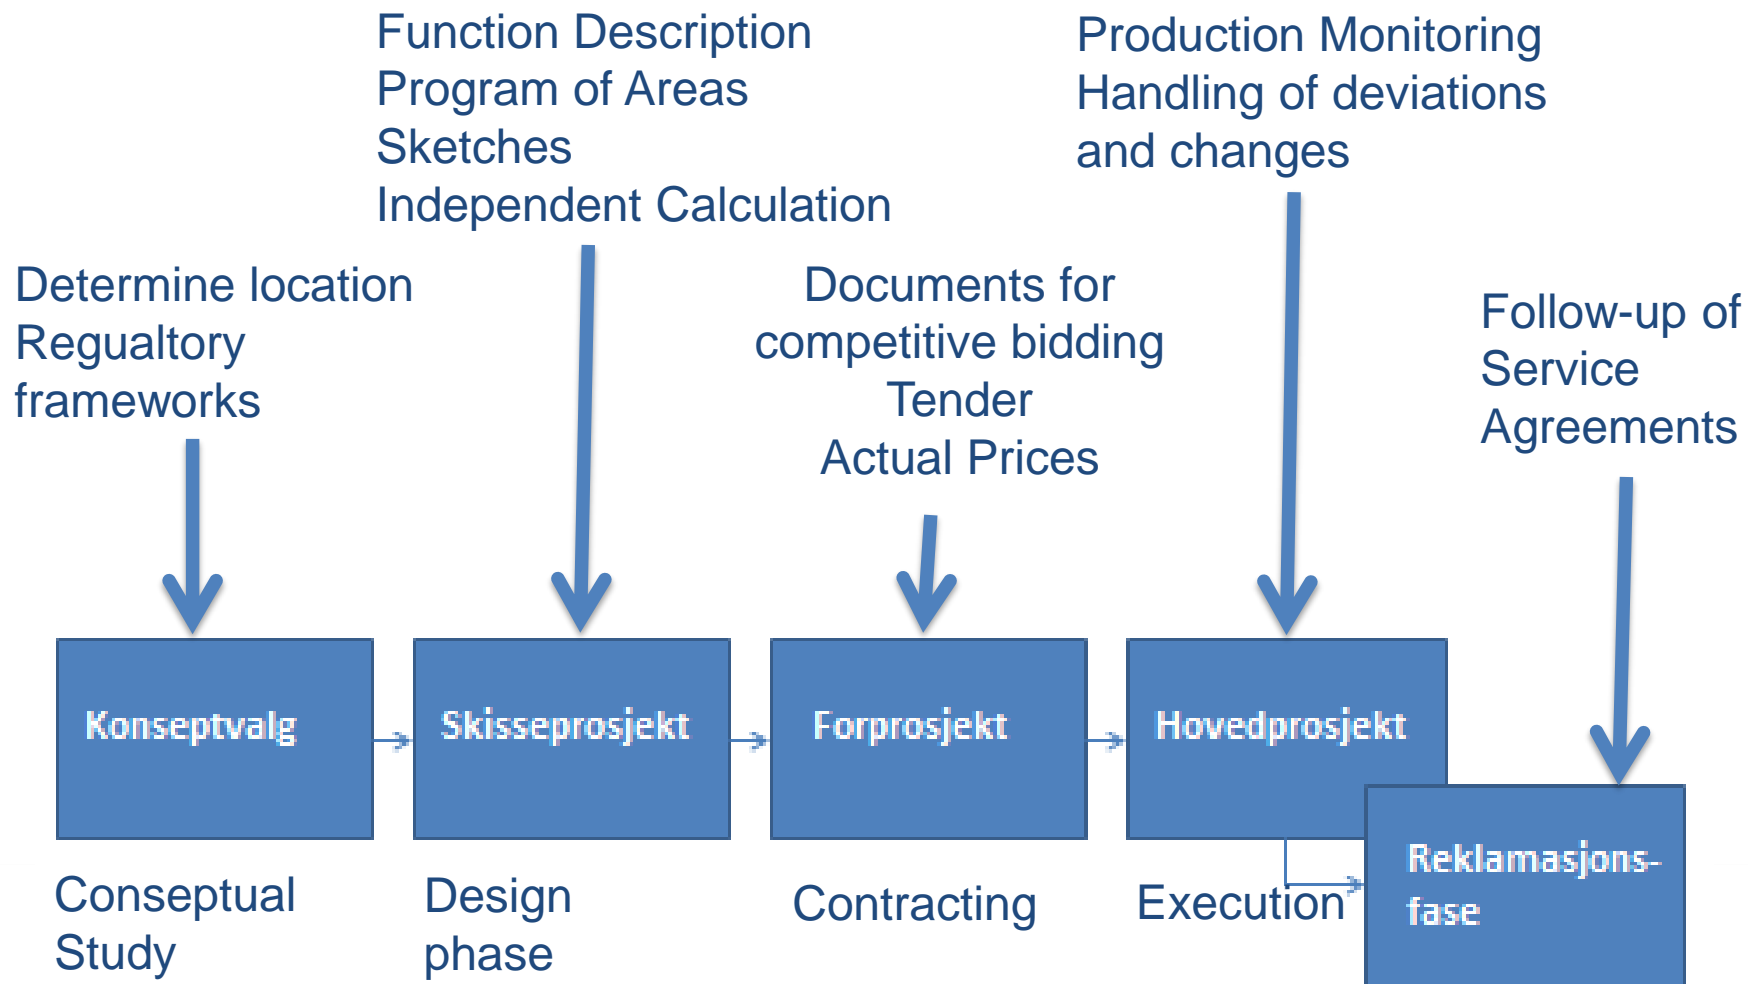 Function Description
Program of Areas
Sketches
Independent Calculation
Production Monitoring
Handling of deviations
and changes
Determine location
Regualtory
frameworks
Documents for
competitive bidding
Tender
Actual Prices
Follow-up of
Service
Agreements
Konseptvalg
Skisseprosjekt
Forprosjekt
Hovedprosjekt
Reklamasjons-
fase
Conseptual
Study
Design
phase
Contracting
Execution